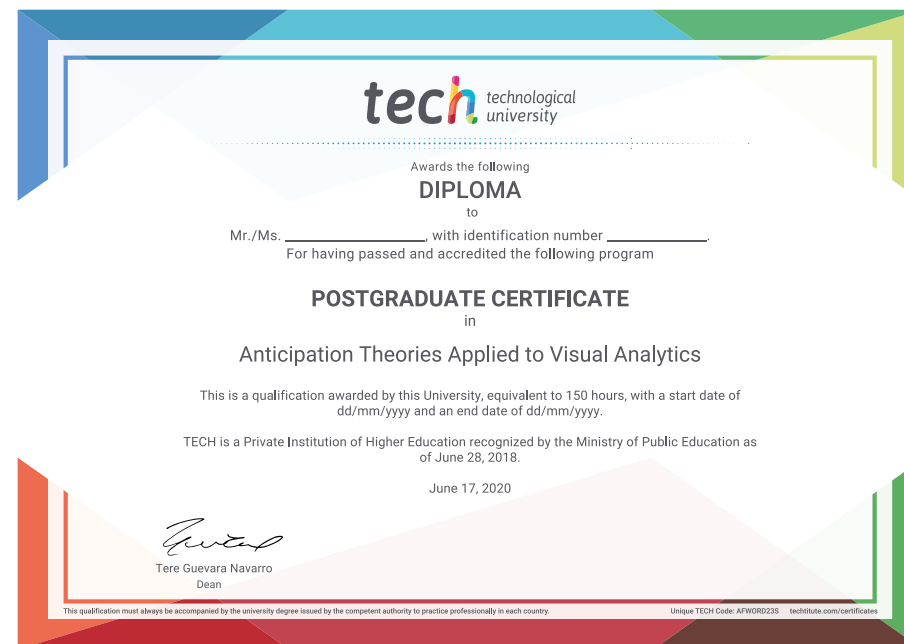 tech technological
university
Awards the following
DIPLOMA
to
Mr./Ms. ____________, with identification number ____________.
For having passed and accredited the following program
POSTGRADUATE CERTIFICATE
in
Anticipation Theories Applied to Visual Analytics
This is a qualification awarded by this University, equivalent to 150 hours, with a start date of
dd/mm/yyyy and an end date of dd/mm/yyyy.
TECH is a Private Institution of Higher Education recognized by the Ministry of Public Education as
of June 28, 2018.
June 17, 2020
Tere Guevara Navarro
Dean
This qualification must always be accompanied by the university degree issued by the competent authority to practice professionally in each country. Unique TECH Code: AFWORD23S techtitute.com/certificates